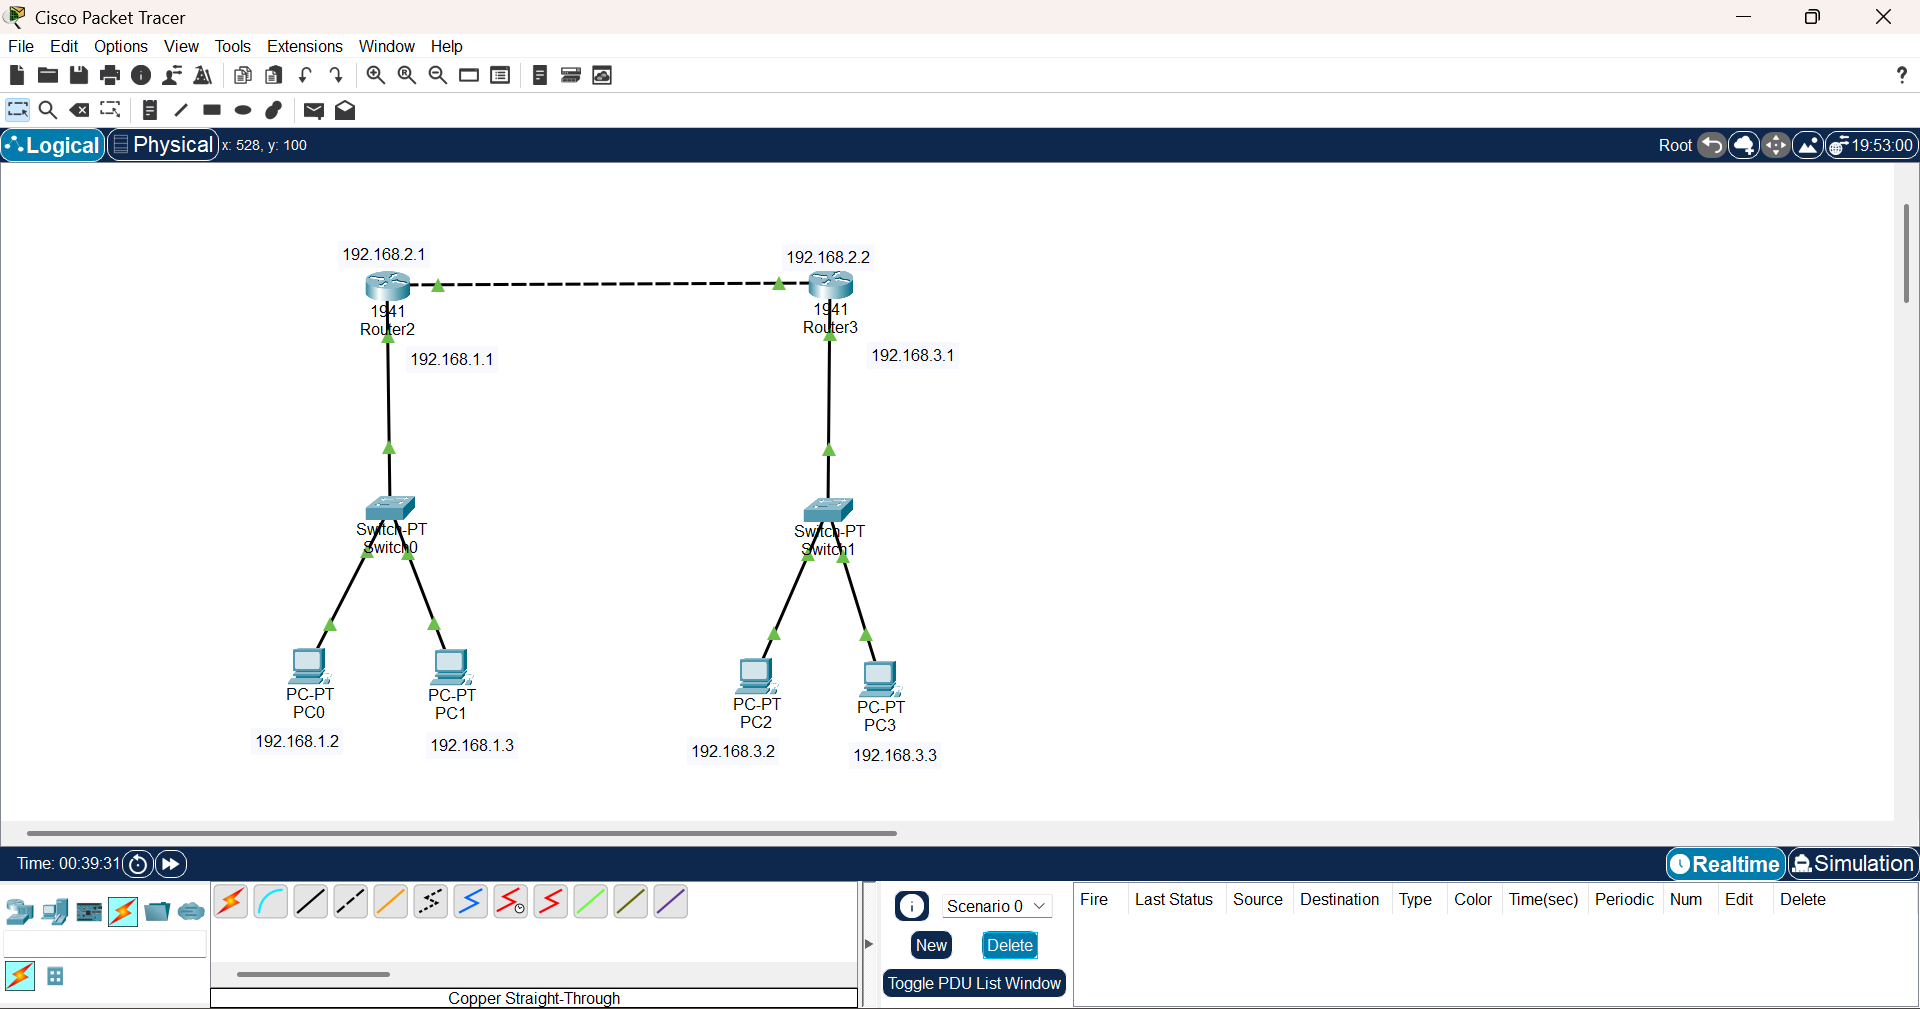 Cisco Packet Tracer
File Edit Options View Tools Extensions Window Help
Logical Physical x: 528, y: 100 Root 19:53:00
192.168.2.1 192.168.2.2
1941 1941
Router2 Router3
192.168.1.1 192.168.3.1
Switch-PT Switch-PT
Switch0 Switch1
PC-PT PC-PT PC-PT PC-PT
PC0 PC1 PC2 PC3
192.168.1.2 192.168.1.3 192.168.3.2 192.168.3.3
Time: 00:39:31 Realtime Simulation
Scenario 0 Fire Last Status Source Destination Type Color Time(sec) Periodic Num Edit Delete
New Delete
Toggle PDU List Window
Copper Straight-Through